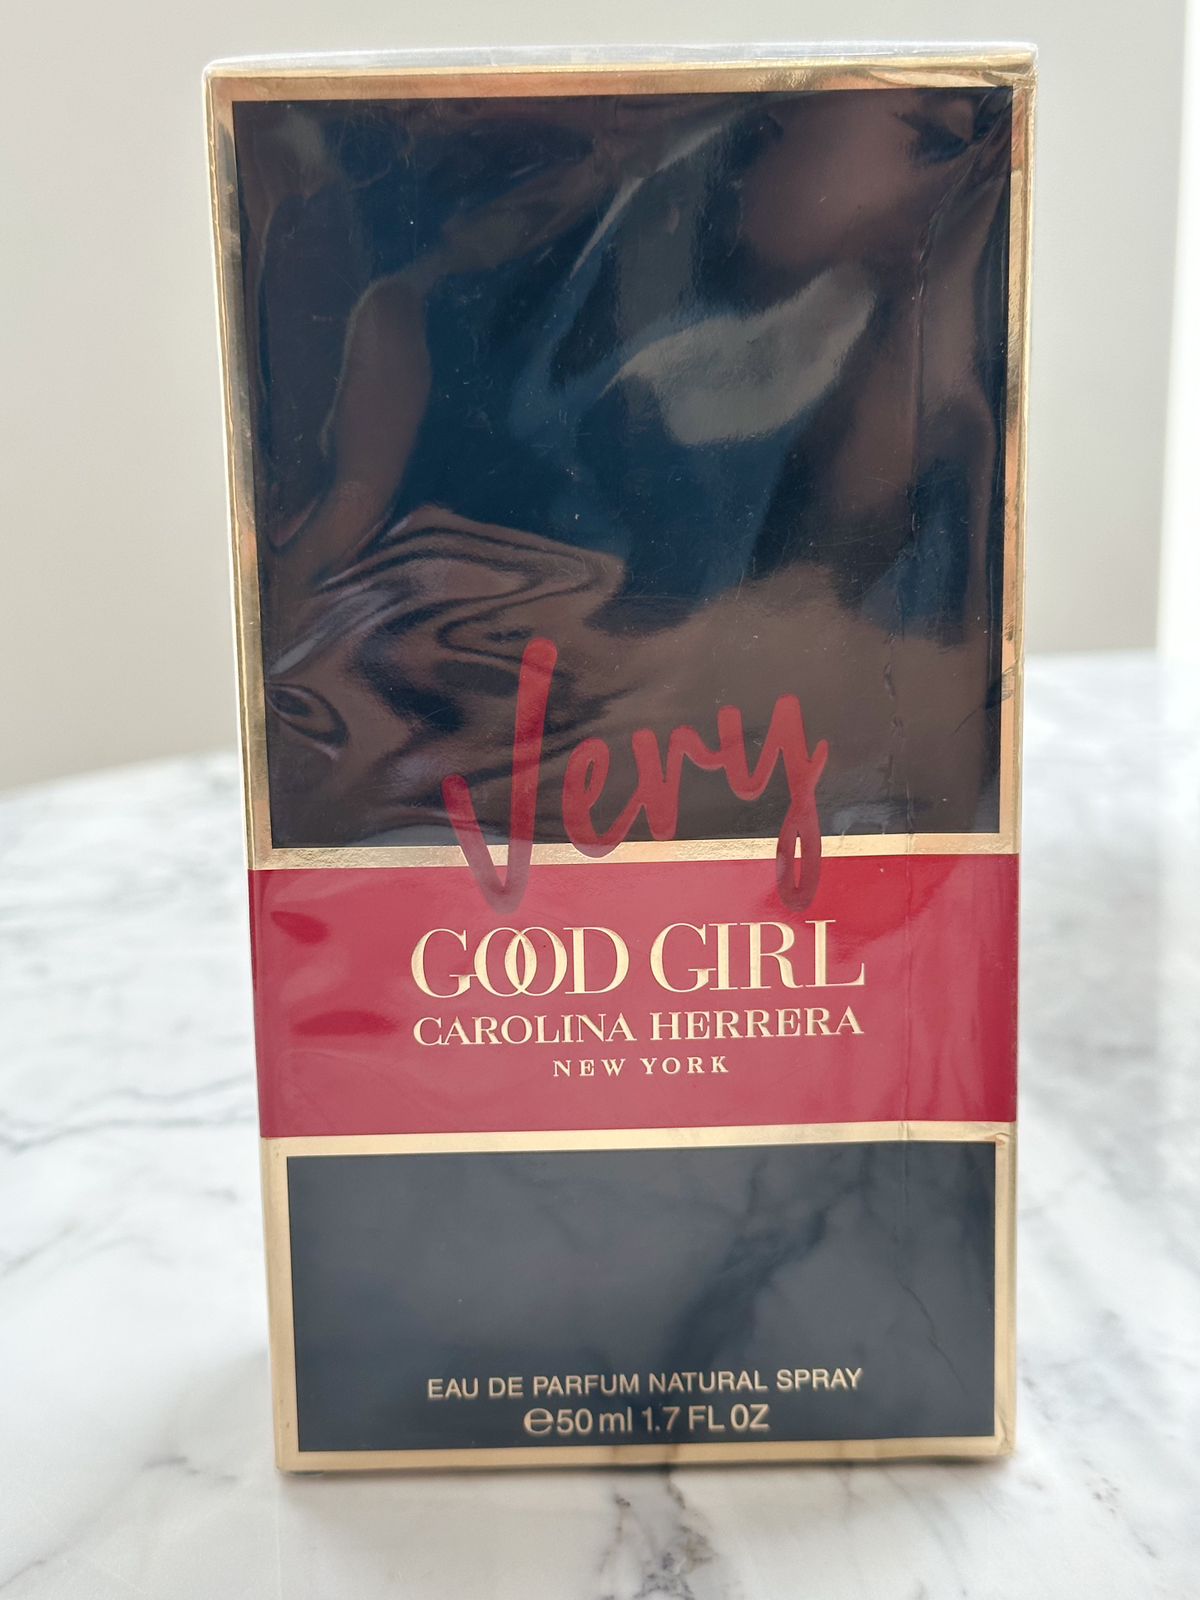 Very
GOOD GIRL
CAROLINA HERRERA
NEW YORK
EAU DE PARFUM NATURAL SPRAY
℮50 ml 1.7 FL OZ